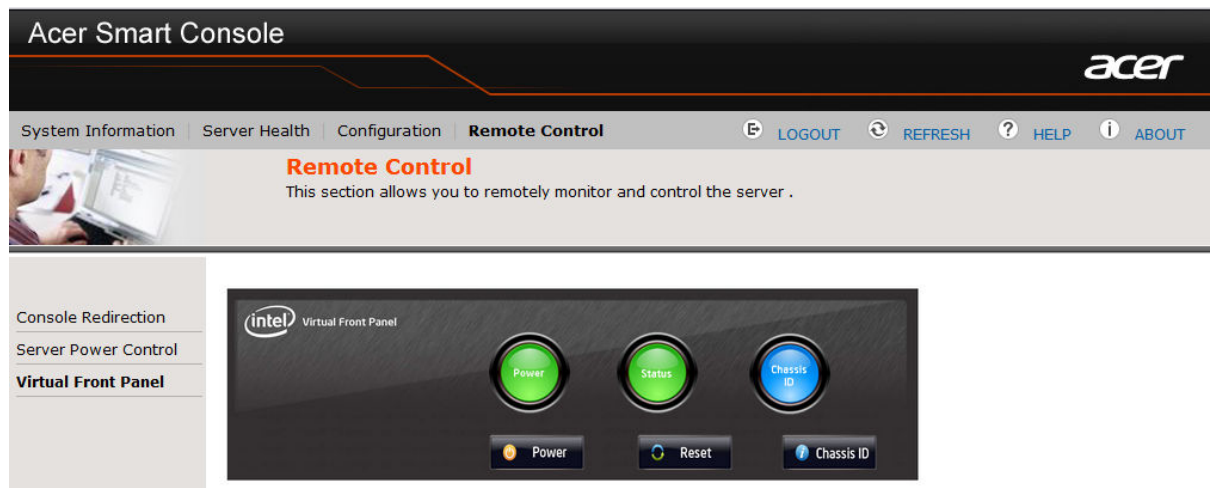 Acer Smart Console
acer
System Information Server Health Configuration Remote Control LOGOUT REFRESH ? HELP i ABOUT
Remote Control
This section allows you to remotely monitor and control the server .
Console Redirection
Server Power Control
Virtual Front Panel
intel Virtual Front Panel
Power Status Chassis ID
Power Reset Chassis ID